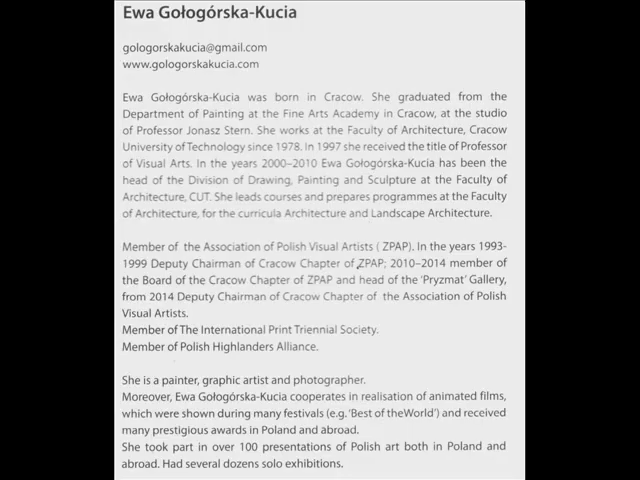 Ewa Gołogórska-Kucia
gologorskakucia@gmail.com
www.gologorskakucia.com
Ewa Gołogórska-Kucia was born in Cracow. She graduated from the
Department of Painting at the Fine Arts Academy in Cracow, at the studio
of Professor Jonasz Stern. She works at the Faculty of Architecture, Cracow
University of Technology since 1978. In 1997 she received the title of Professor
of Visual Arts. In the years 2000–2010 Ewa Gołogórska-Kucia has been the
head of the Division of Drawing, Painting and Sculpture at the Faculty of
Architecture, CUT. She leads courses and prepares programmes at the Faculty
of Architecture, for the curricula Architecture and Landscape Architecture.
Member of the Association of Polish Visual Artists ( ZPAP). In the years 1993-
1999 Deputy Chairman of Cracow Chapter of ZPAP; 2010–2014 member of
the Board of the Cracow Chapter of ZPAP and head of the 'Pryzmat' Gallery,
from 2014 Deputy Chairman of Cracow Chapter of the Association of Polish
Visual Artists.
Member of The International Print Triennial Society.
Member of Polish Highlanders Alliance.
She is a painter, graphic artist and photographer.
Moreover, Ewa Gołogórska-Kucia cooperates in realisation of animated films,
which were shown during many festivals (e.g. 'Best of theWorld') and received
many prestigious awards in Poland and abroad.
She took part in over 100 presentations of Polish art both in Poland and
abroad. Had several dozens solo exhibitions.